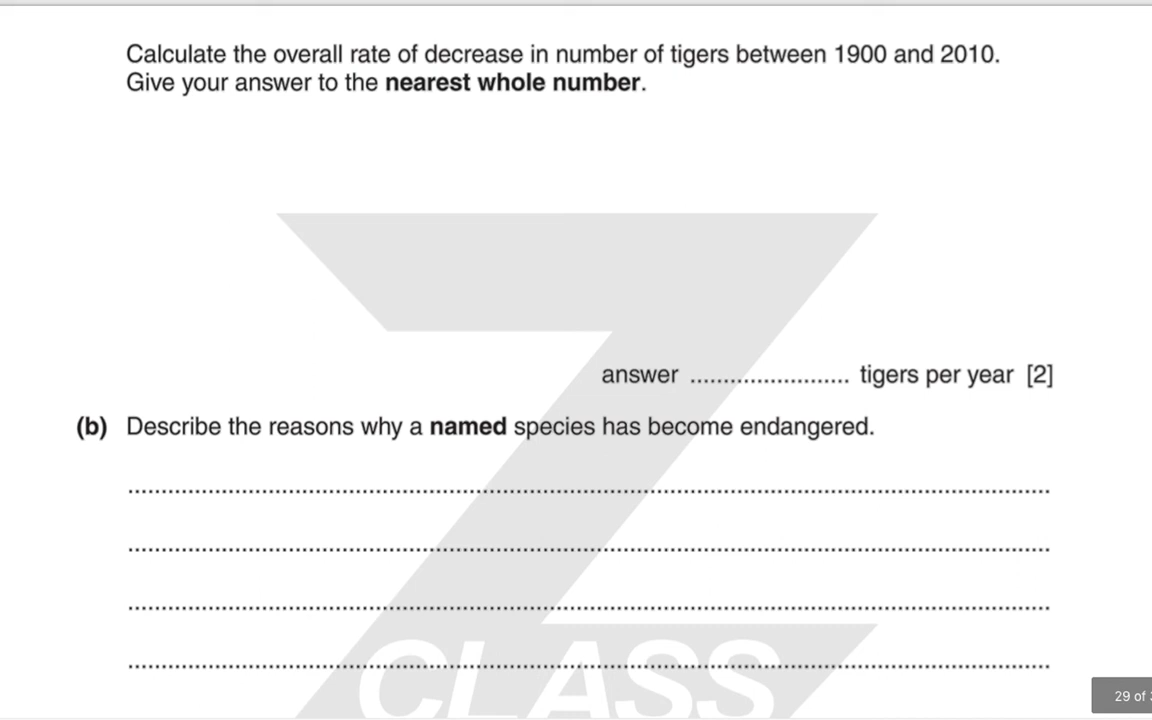 Calculate the overall rate of decrease in number of tigers between 1900 and 2010.
Give your answer to the nearest whole number.
answer ........................ tigers per year [2]
(b) Describe the reasons why a named species has become endangered.
CLASS
29 of